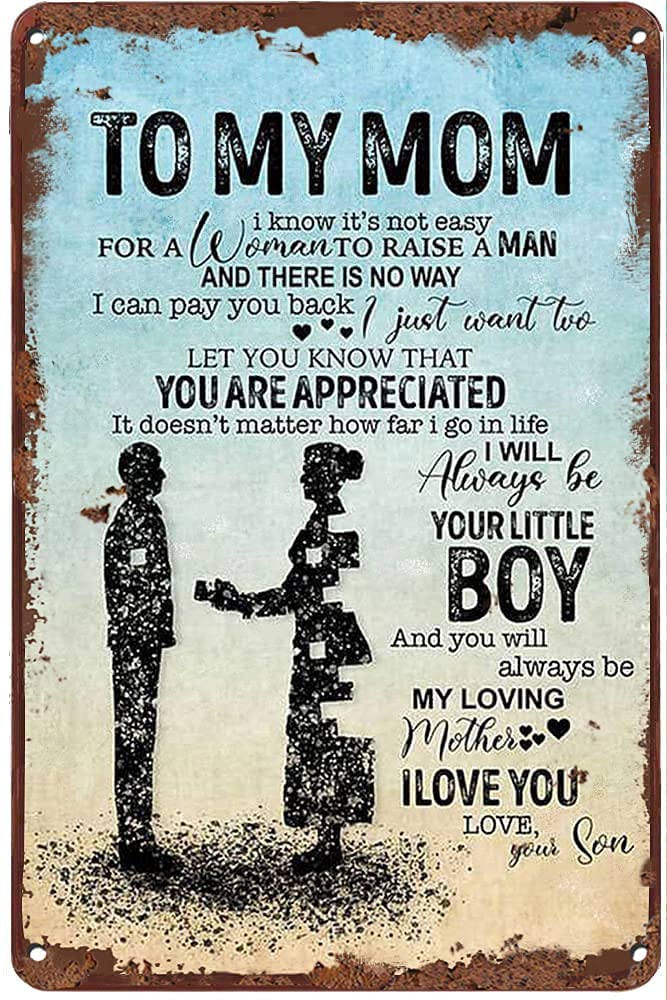 TO MY MOM
i know it's not easy
FOR A Woman TO RAISE A MAN
AND THERE IS NO WAY
I can pay you back I just want two
LET YOU KNOW THAT
YOU ARE APPRECIATED
It doesn't matter how far i go in life
I WILL
Always be
YOUR LITTLE
BOY
And you will
always be
MY LOVING
Mother
I LOVE YOU
LOVE,
your Son